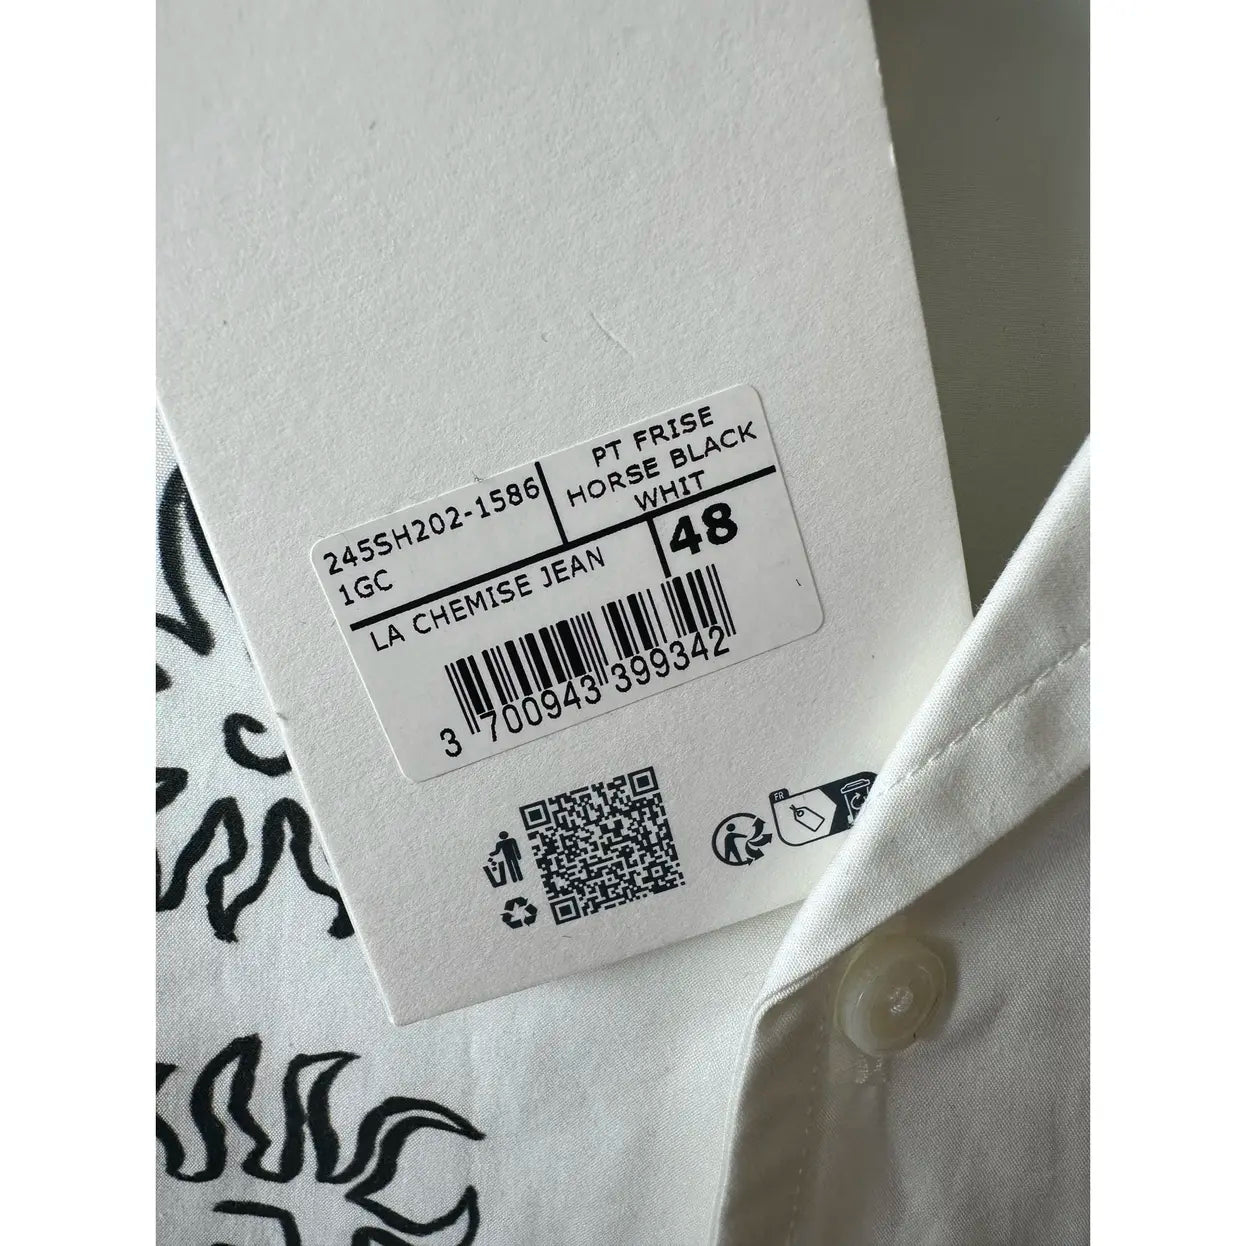 245SH202-1586
1GC
PT FRISE
HORSE BLACK
WHIT
LA CHEMISE JEAN
48
3 700943 399342
FR